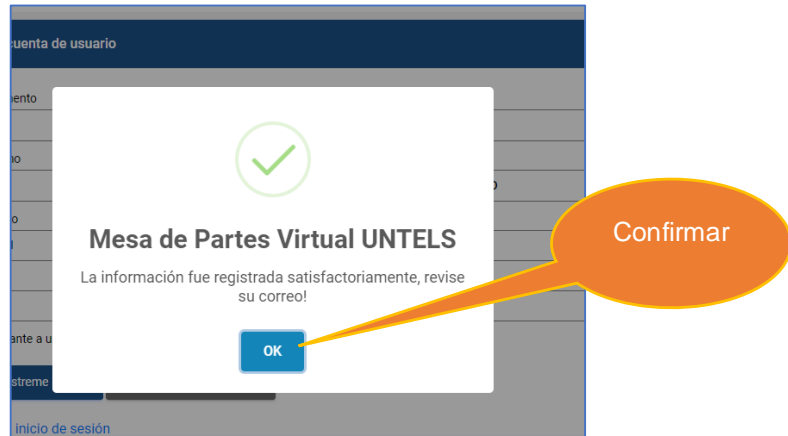 cuenta de usuario
Mesa de Partes Virtual UNTELS
La información fue registrada satisfactoriamente, revise
su correo!
OK
Confirmar
inicio de sesión